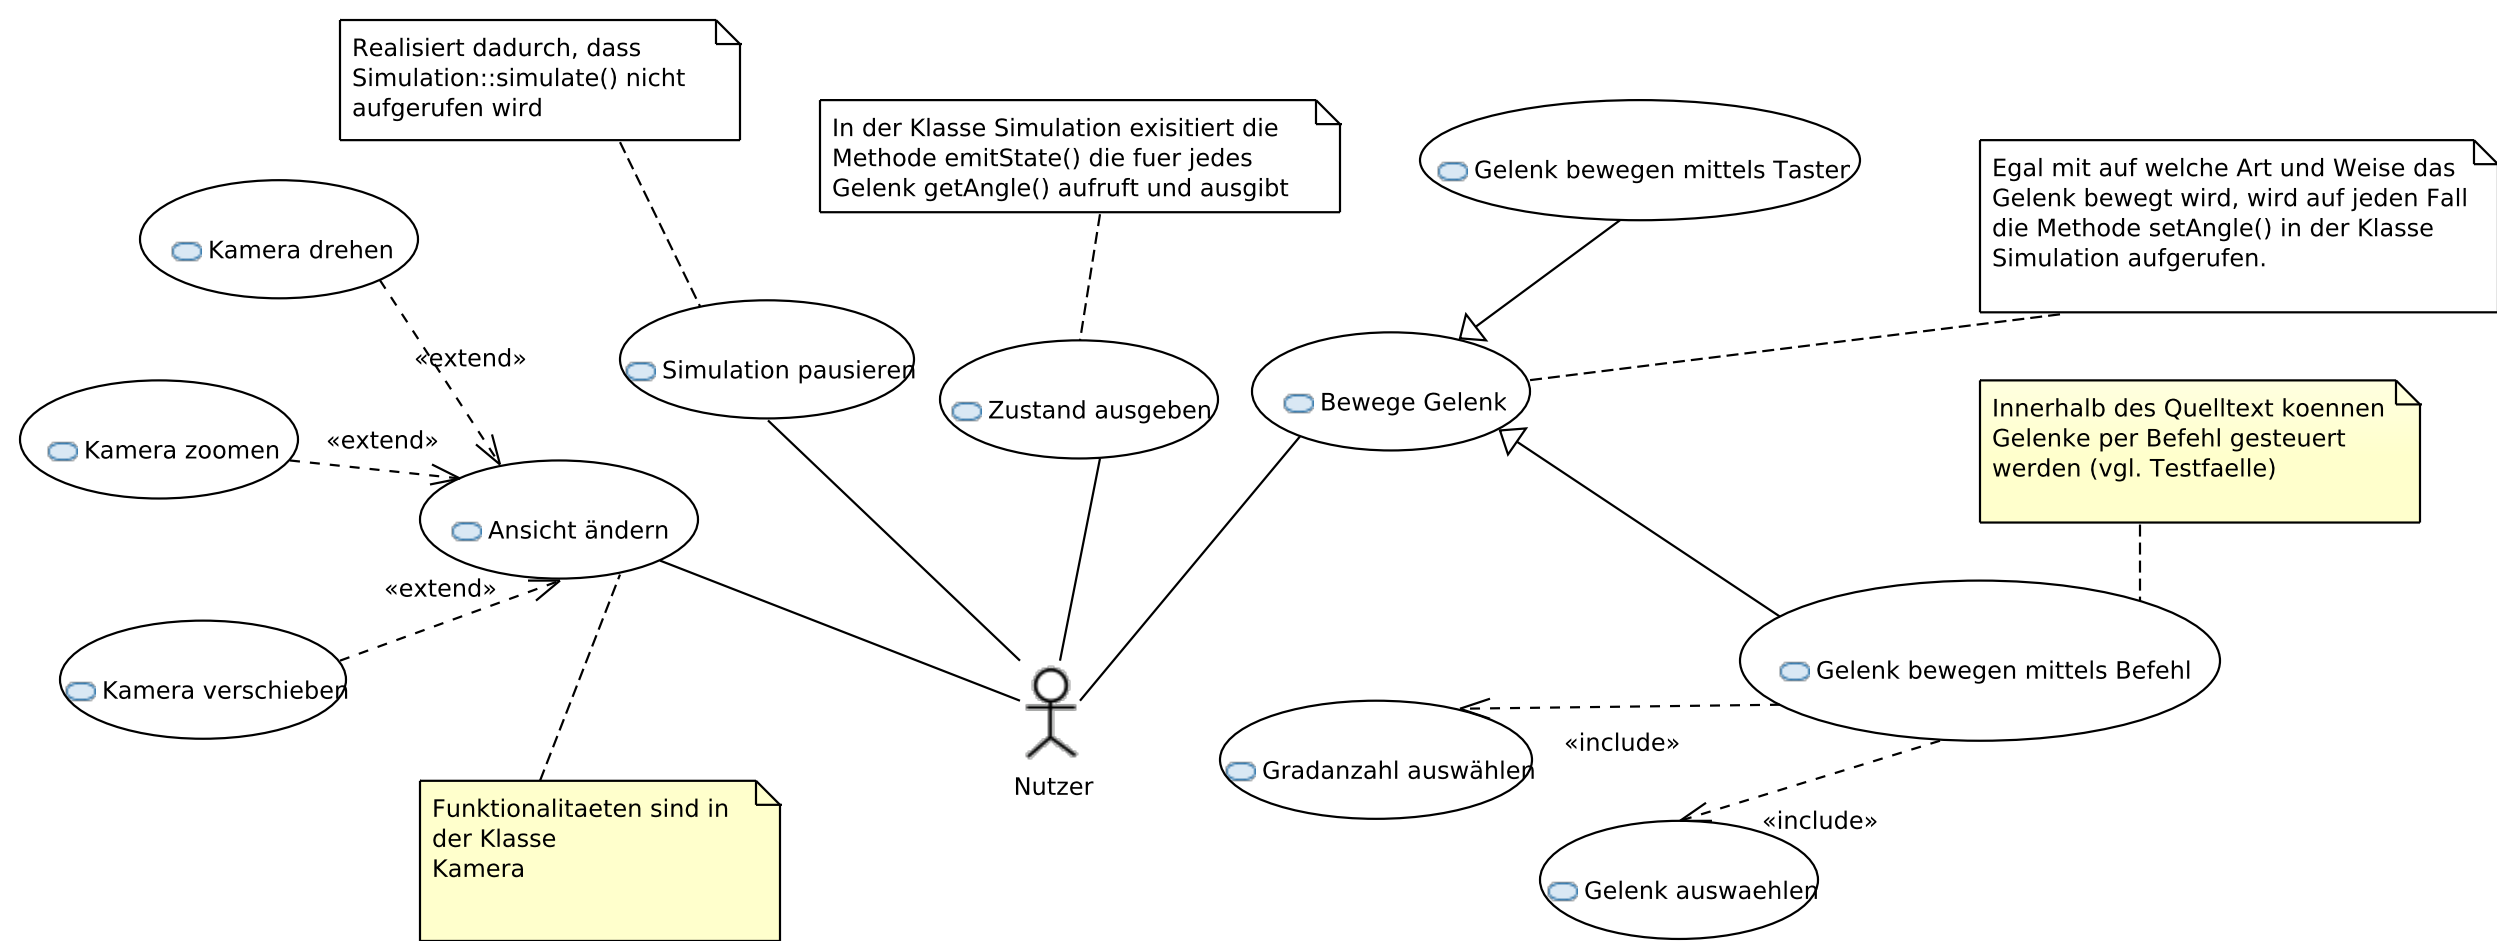 Realisiert dadurch, dass
Simulation::simulate() nicht
aufgerufen wird
In der Klasse Simulation exisitiert die
Methode emitState() die fuer jedes
Gelenk getAngle() aufruft und ausgibt
Gelenk bewegen mittels Taster
Egal mit auf welche Art und Weise das
Gelenk bewegt wird, wird auf jeden Fall
die Methode setAngle() in der Klasse
Simulation aufgerufen.
Kamera drehen
«extend»
Simulation pausieren
Zustand ausgeben
Bewege Gelenk
Innerhalb des Quelltext koennen
Gelenke per Befehl gesteuert
werden (vgl. Testfaelle)
Kamera zoomen
«extend»
Ansicht ändern
«extend»
Kamera verschieben
Gelenk bewegen mittels Befehl
«include»
Gradanzahl auswählen
Nutzer
«include»
Funktionalitaeten sind in
der Klasse
Kamera
Gelenk auswaehlen